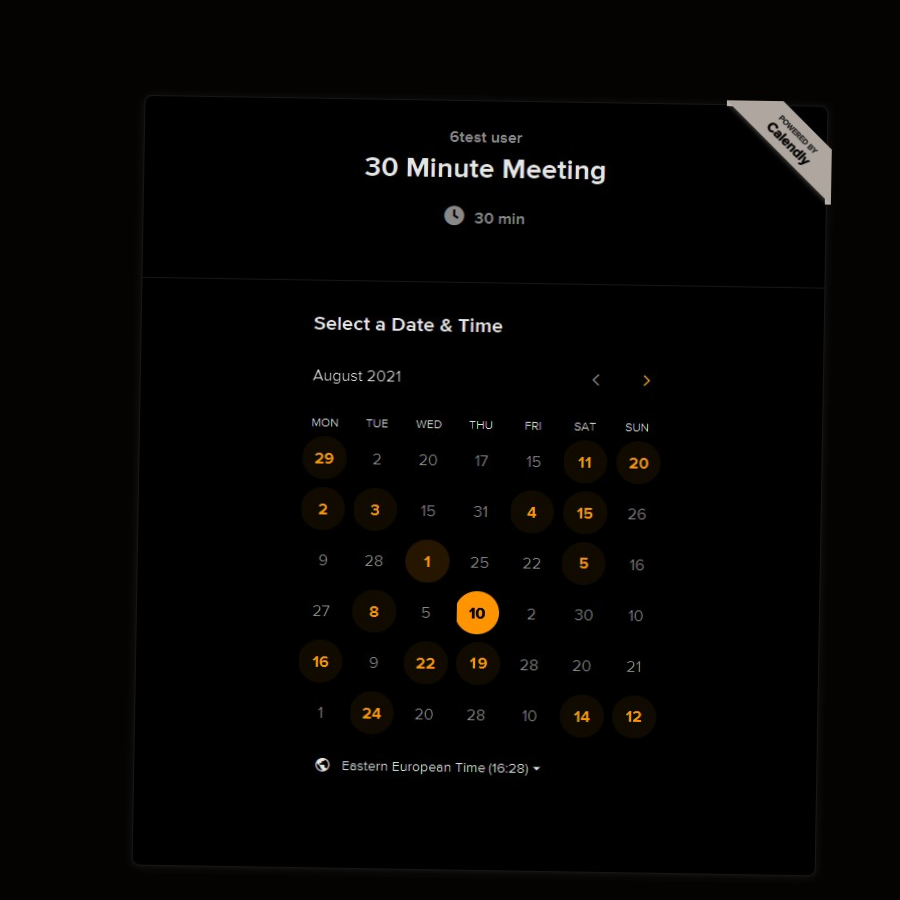 POWERED BY
Calendly
6test user
30 Minute Meeting
30 min
Select a Date & Time
August 2021
MON TUE WED THU FRI SAT SUN
29 2 20 17 15 11 20
2 3 15 31 4 15 26
9 28 1 25 22 5 16
27 8 5 10 2 30 10
16 9 22 19 28 20 21
1 24 20 28 10 14 12
Eastern European Time (16:28)